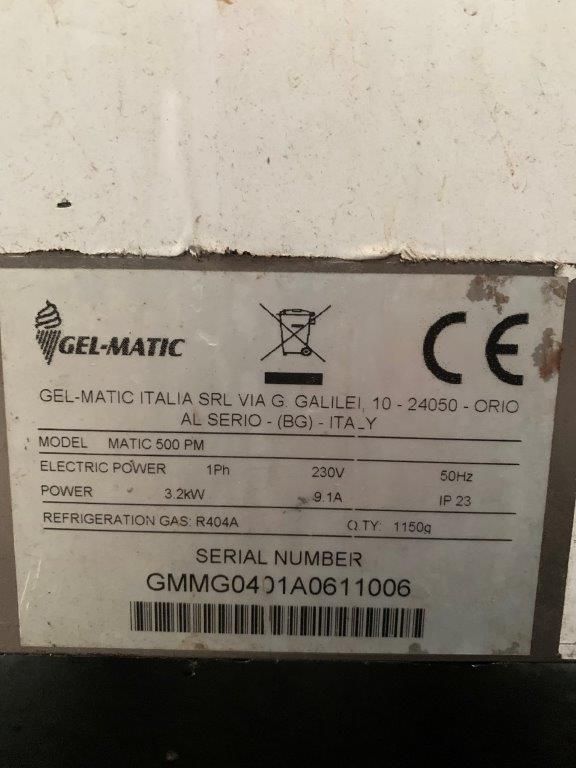 GEL-MATIC
CE
GEL-MATIC ITALIA SRL VIA G. GALILEI, 10 - 24050 - ORIO
AL SERIO - (BG) - ITALY
MODEL MATIC 500 PM
ELECTRIC POWER 1Ph 230V 50Hz
POWER 3.2kW 9.1A IP 23
REFRIGERATION GAS: R404A Q.TY: 1150g
SERIAL NUMBER
GMMG0401A0611006